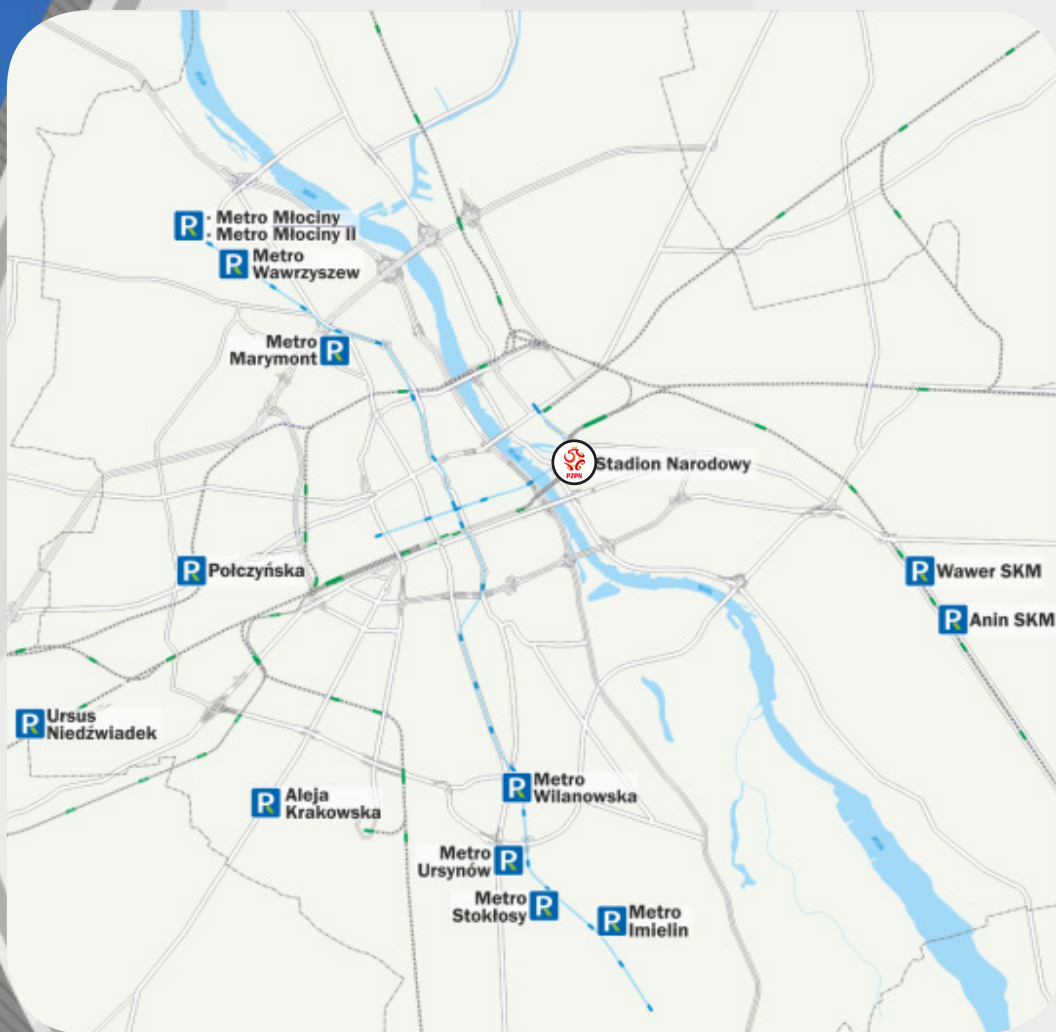 R
- Metro Młociny
- Metro Młociny II
R
Metro
Wawrzyszew
Metro
Marymont
R
PZPN
Stadion Narodowy
R
Połczyńska
R
Wawer SKM
R
Anin SKM
R
Ursus
Niedźwiadek
R
Aleja
Krakowska
R
Metro
Wilanowska
Metro
Ursynów
R
Metro
Stokłosy
R
R
Metro
Imielin